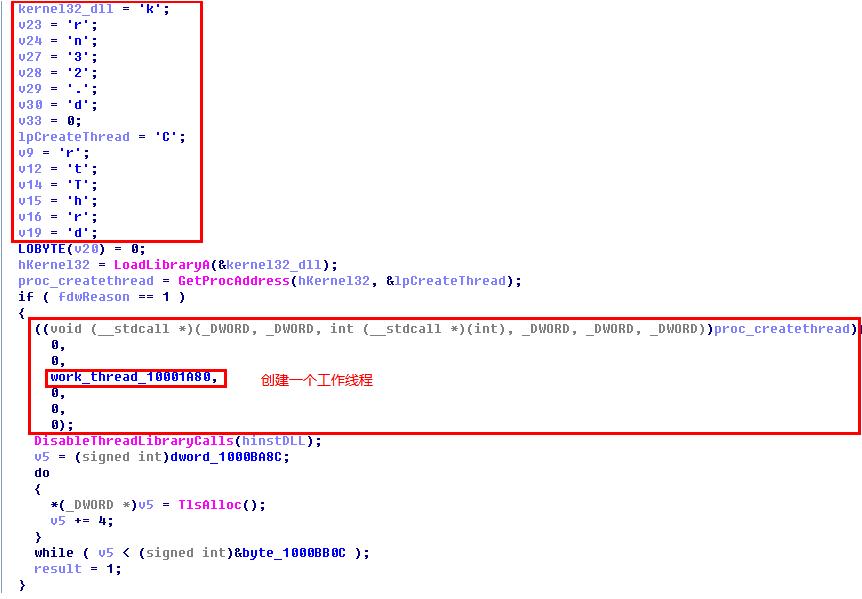 kernel32_dll = 'k';
v23 = 'r';
v24 = 'n';
v27 = '3';
v28 = '2';
v29 = '.';
v30 = 'd';
v33 = 0;
lpCreateThread = 'C';
v9 = 'r';
v12 = 't';
v14 = 'T';
v15 = 'h';
v16 = 'r';
v19 = 'd';
LOBYTE(v20) = 0;
hKernel32 = LoadLibraryA(&kernel32_dll);
proc_createthread = GetProcAddress(hKernel32, &lpCreateThread);
if ( fdwReason == 1 )
{
((void (__stdcall *)(_DWORD, _DWORD, int (__stdcall *)(int), _DWORD, _DWORD, _DWORD))proc_createthread)(
0,
0,
work_thread_10001A80, 创建一个工作线程
0,
0,
0);
DisableThreadLibraryCalls(hinstDLL);
v5 = (signed int)dword_1000BA8C;
do
{
*(_DWORD *)v5 = TlsAlloc();
v5 += 4;
}
while ( v5 < (signed int)&byte_1000BB0C );
result = 1;
}